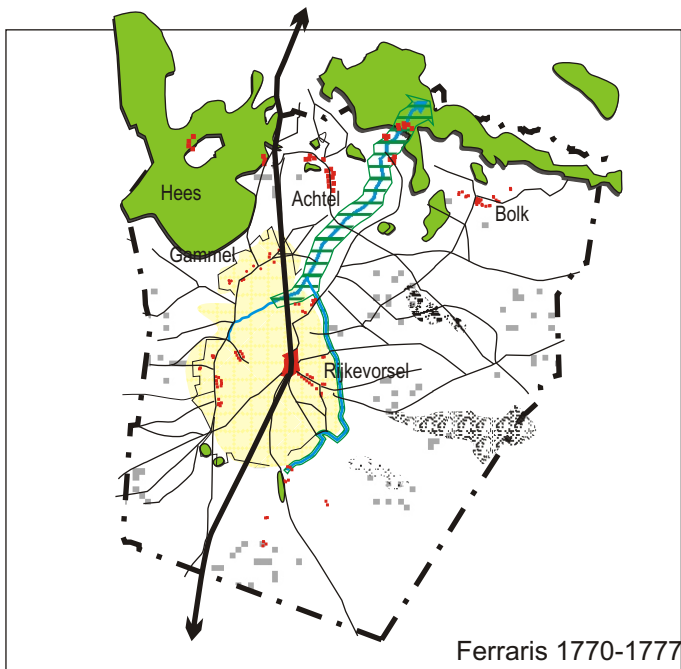 Hees
Achtel
Bolk
Gammel
Rijkevorsel
Ferraris 1770-1777